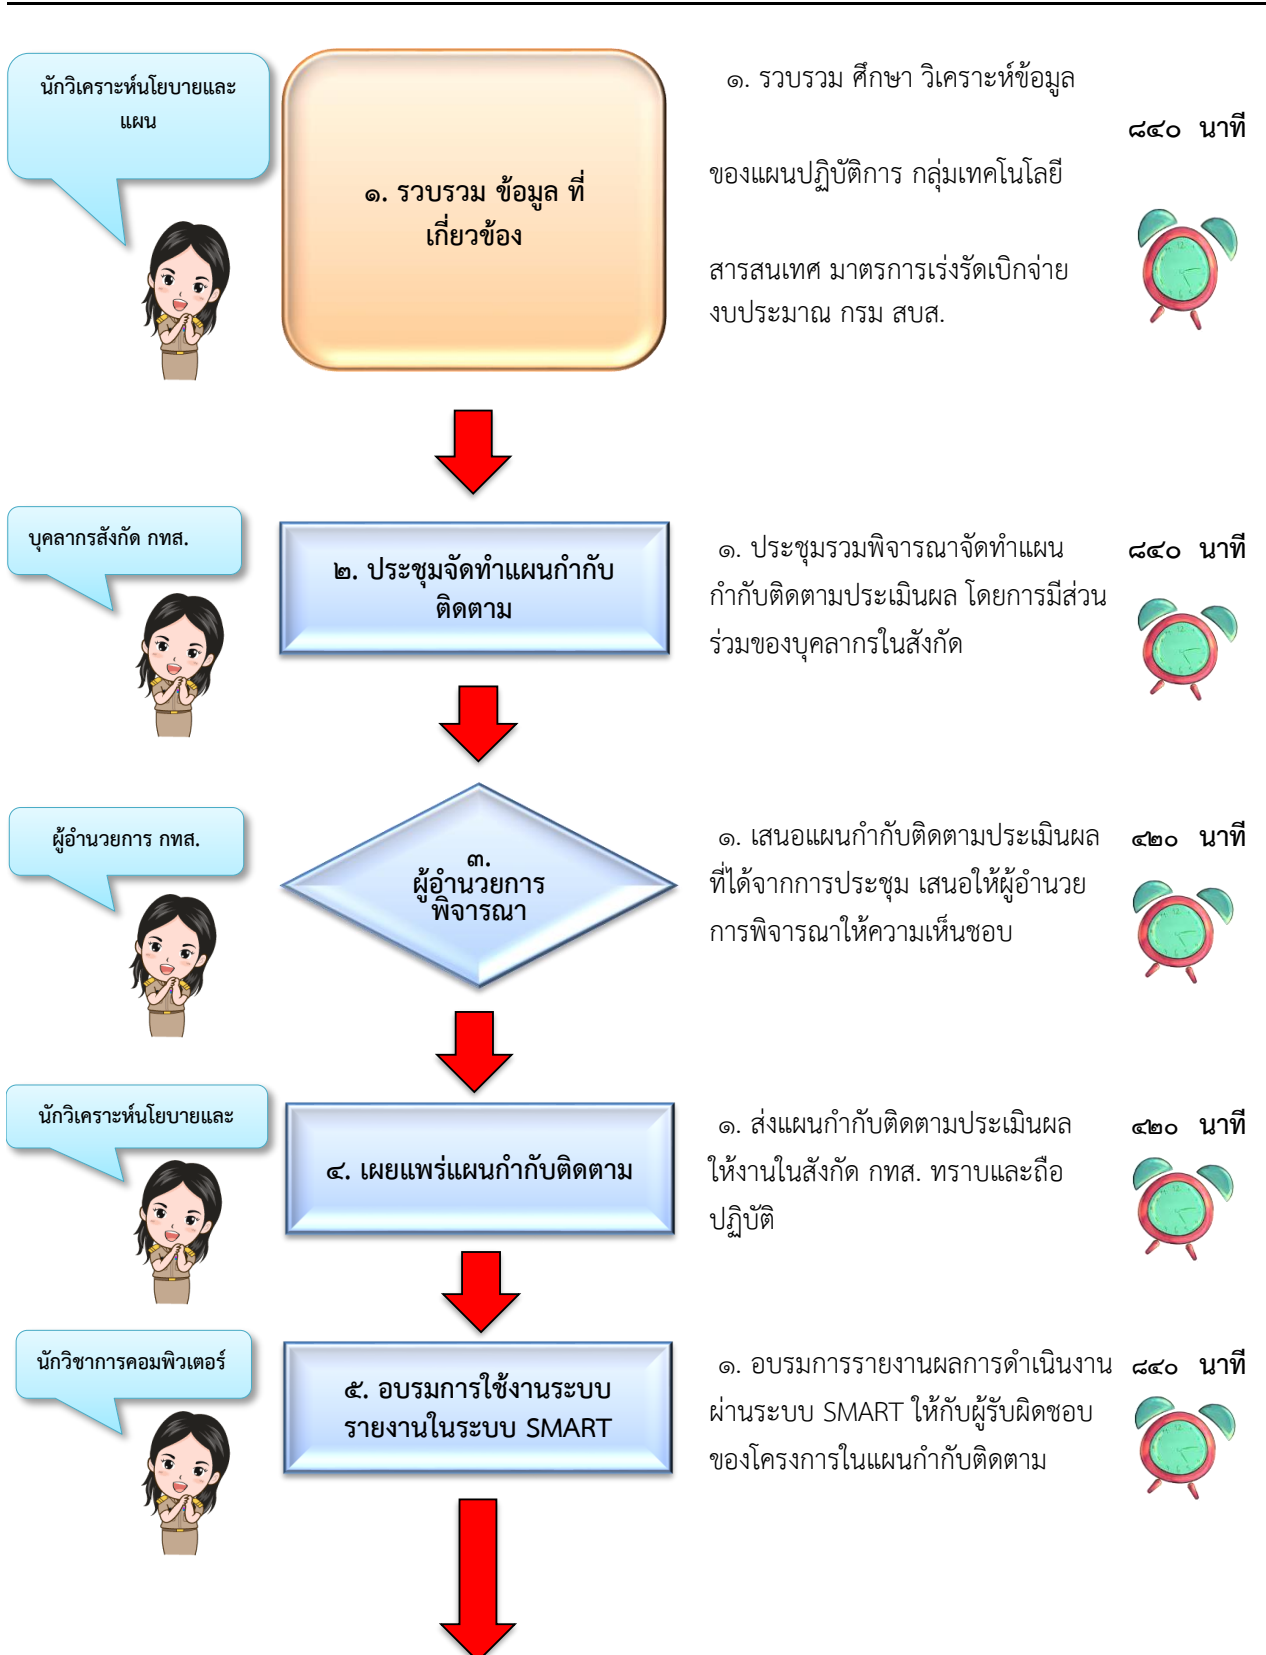 นักวิเคราะห์นโยบายและ
แผน
๑. รวบรวม ข้อมูล ที่
เกี่ยวข้อง
๑. รวบรวม ศึกษา วิเคราะห์ข้อมูล
ของแผนปฏิบัติการ กลุ่มเทคโนโลยี
สารสนเทศ มาตรการเร่งรัดเบิกจ่าย
งบประมาณ กรม สบส.
๘๔๐ นาที
บุคลากรสังกัด กทส.
๒. ประชุมจัดทำแผนกำกับ
ติดตาม
๑. ประชุมรวมพิจารณาจัดทำแผน
กำกับติดตามประเมินผล โดยการมีส่วน
ร่วมของบุคลากรในสังกัด
๘๔๐ นาที
ผู้อำนวยการ กทส.
๓.
ผู้อำนวยการ
พิจารณา
๑. เสนอแผนกำกับติดตามประเมินผล
ที่ได้จากการประชุม เสนอให้ผู้อำนวย
การพิจารณาให้ความเห็นชอบ
๔๒๐ นาที
นักวิเคราะห์นโยบายและ
๔. เผยแพร่แผนกำกับติดตาม
๑. ส่งแผนกำกับติดตามประเมินผล
ให้งานในสังกัด กทส. ทราบและถือ
ปฏิบัติ
๔๒๐ นาที
นักวิชาการคอมพิวเตอร์
๕. อบรมการใช้งานระบบ
รายงานในระบบ SMART
๑. อบรมการรายงานผลการดำเนินงาน
ผ่านระบบ SMART ให้กับผู้รับผิดชอบ
ของโครงการในแผนกำกับติดตาม
๘๔๐ นาที